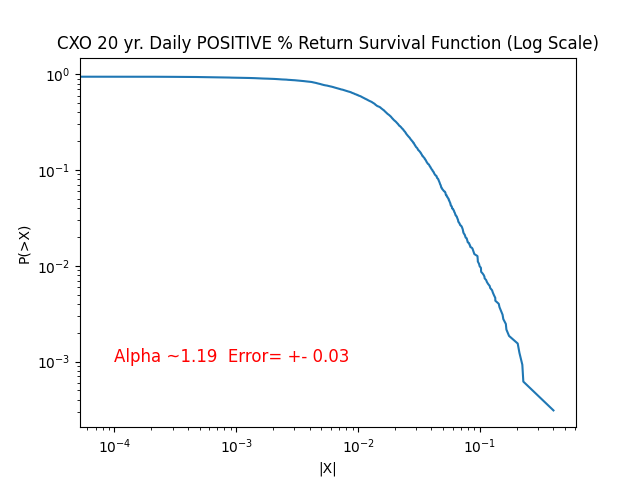 CXO 20 yr. Daily POSITIVE % Return Survival Function (Log Scale)
10⁰
10⁻¹
10⁻²
10⁻³
P(>X)
Alpha ~1.19  Error= +- 0.03
10⁻⁴ 10⁻³ 10⁻² 10⁻¹
|X|